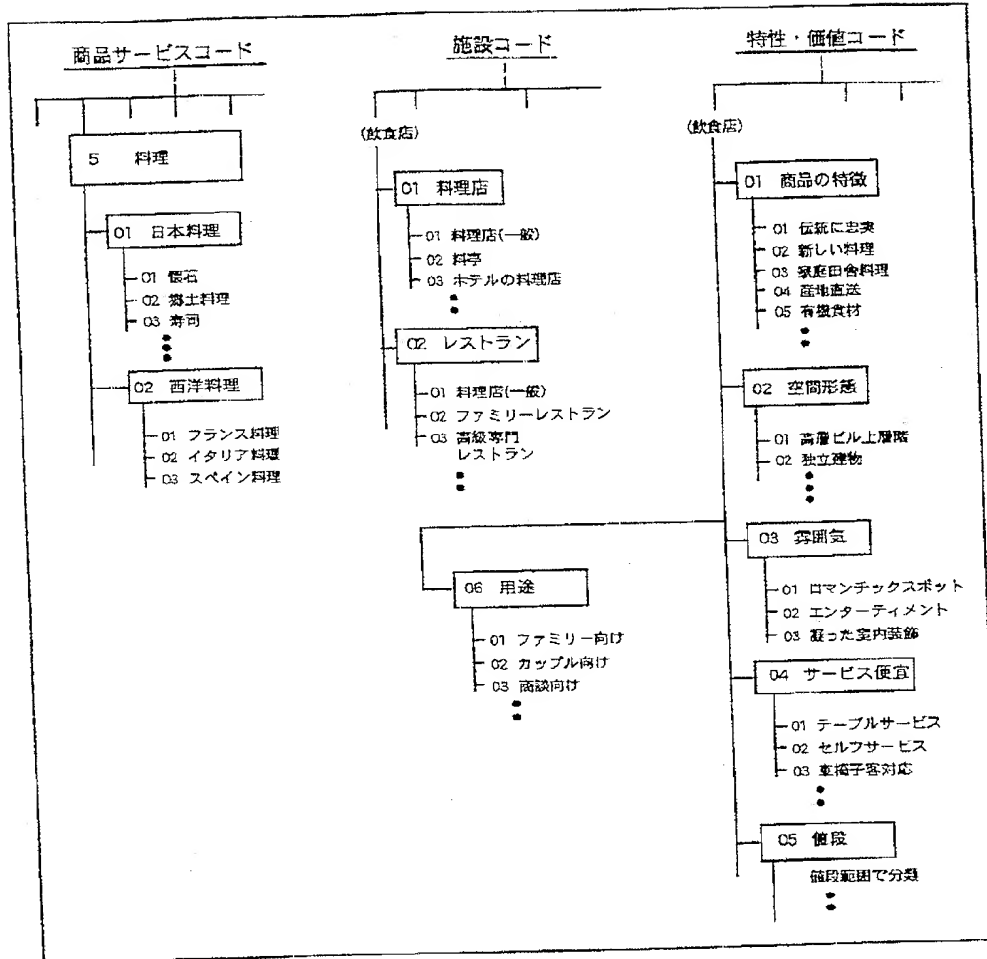 商品サービスコード
5 料理
01 日本料理
01 懐石
02 郷土料理
03 寿司
02 西洋料理
01 フランス料理
02 イタリア料理
03 スペイン料理
施設コード
(飲食店)
01 料理店
01 料理店(一般)
02 料亭
03 ホテルの料理店
02 レストラン
01 料理店(一般)
02 ファミリーレストラン
03 高級専門
レストラン
特性・価値コード
(飲食店)
01 商品の特徴
01 伝統に忠実
02 新しい料理
03 家庭田舎料理
04 産地直送
05 有機食材
02 空間形態
01 高層ビル上層階
02 独立建物
03 雰囲気
01 ロマンチックスポット
02 エンターティメント
03 凝った室内装飾
04 サービス便宜
01 テーブルサービス
02 セルフサービス
03 車椅子客対応
05 値段
値段範囲で分類
06 用途
01 ファミリー向け
02 カップル向け
03 商談向け